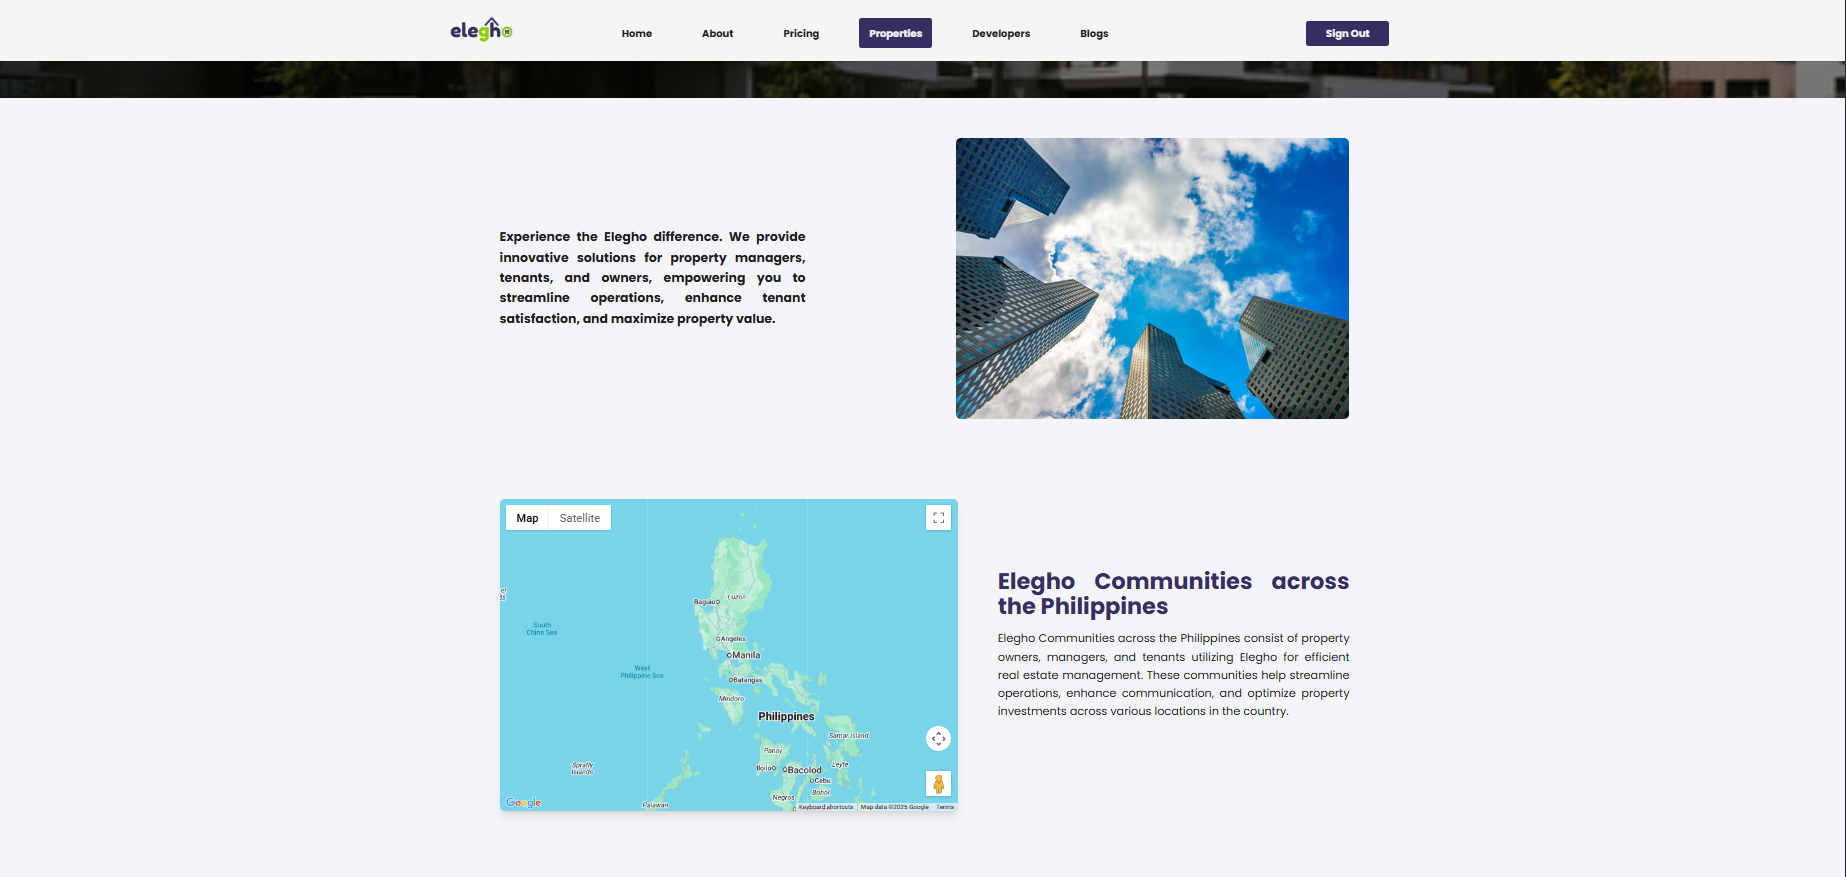 elegho
Home
About
Pricing
Properties
Developers
Blogs
Sign Out
Experience the Elegho difference. We provide
innovative solutions for property managers,
tenants, and owners, empowering you to
streamline operations, enhance tenant
satisfaction, and maximize property value.
Map
Satellite
Luzon
Baguio
South
China Sea
Angeles
Manila
West
Philippine Sea
Batangas
Mindoro
Philippines
Samar Island
Panay
Spratly
Islands
Iloilo
Bacolod
Leyte
Cebu
Bohol
Negros
Palawan
Google
Keyboard shortcuts
Map data ©2025 Google
Terms
Elegho Communities across
the Philippines
Elegho Communities across the Philippines consist of property
owners, managers, and tenants utilizing Elegho for efficient
real estate management. These communities help streamline
operations, enhance communication, and optimize property
investments across various locations in the country.